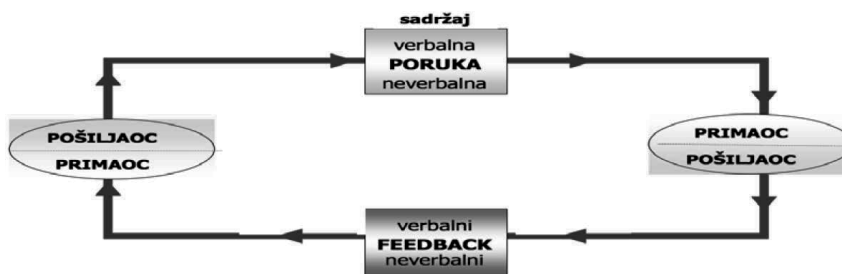 sadržaj
verbalna
PORUKA
neverbalna
POŠILJAOC
PRIMAOC
PRIMAOC
POŠILJAOC
verbalni
FEEDBACK
neverbalni